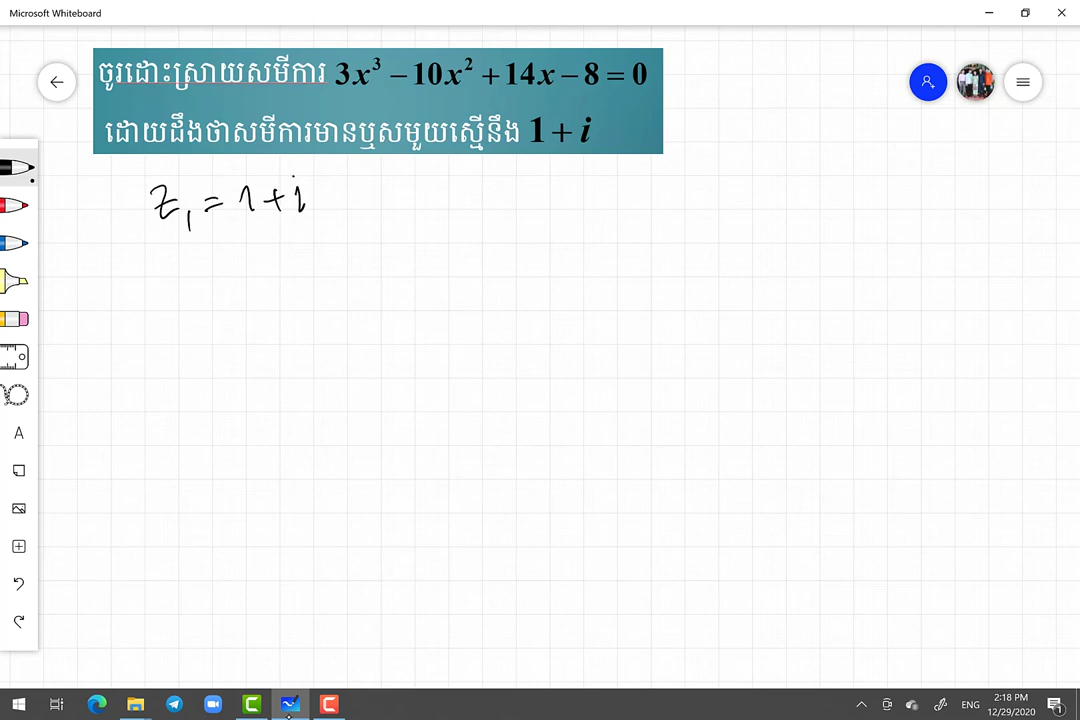 Microsoft Whiteboard
ចូរដោះស្រាយសមីការ 3x³ − 10x² + 14x − 8 = 0
ដោយដឹងថាសមីការមានឬសមួយស្មើនឹង 1 + i
z₁ = 1 + i
A
ENG
2:18 PM
12/29/2020
1